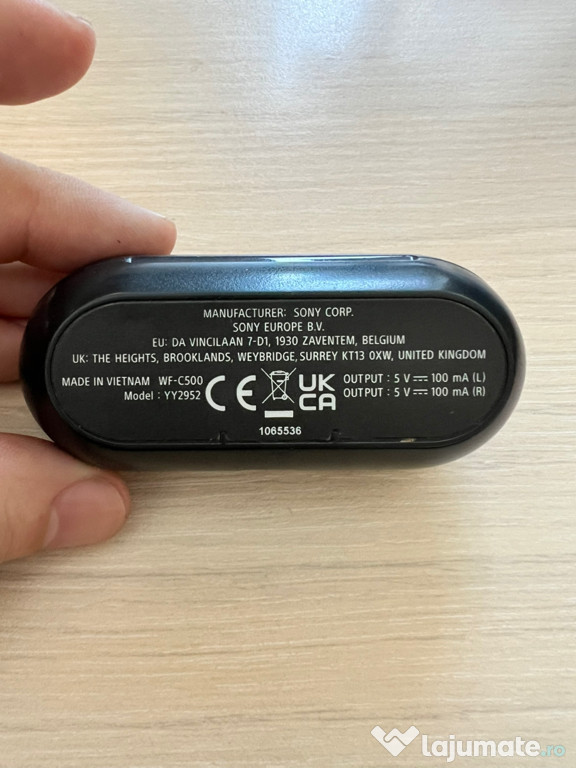 MANUFACTURER: SONY CORP.
SONY EUROPE B.V.
EU: DA VINCILAAN 7-D1, 1930 ZAVENTEM, BELGIUM
UK: THE HEIGHTS, BROOKLANDS, WEYBRIDGE, SURREY KT13 0XW, UNITED KINGDOM
MADE IN VIETNAM WF-C500
Model : YY2952
CE
UK
CA
OUTPUT : 5 V ⎓ 100 mA (L)
OUTPUT : 5 V ⎓ 100 mA (R)
1065536
lajumate.ro